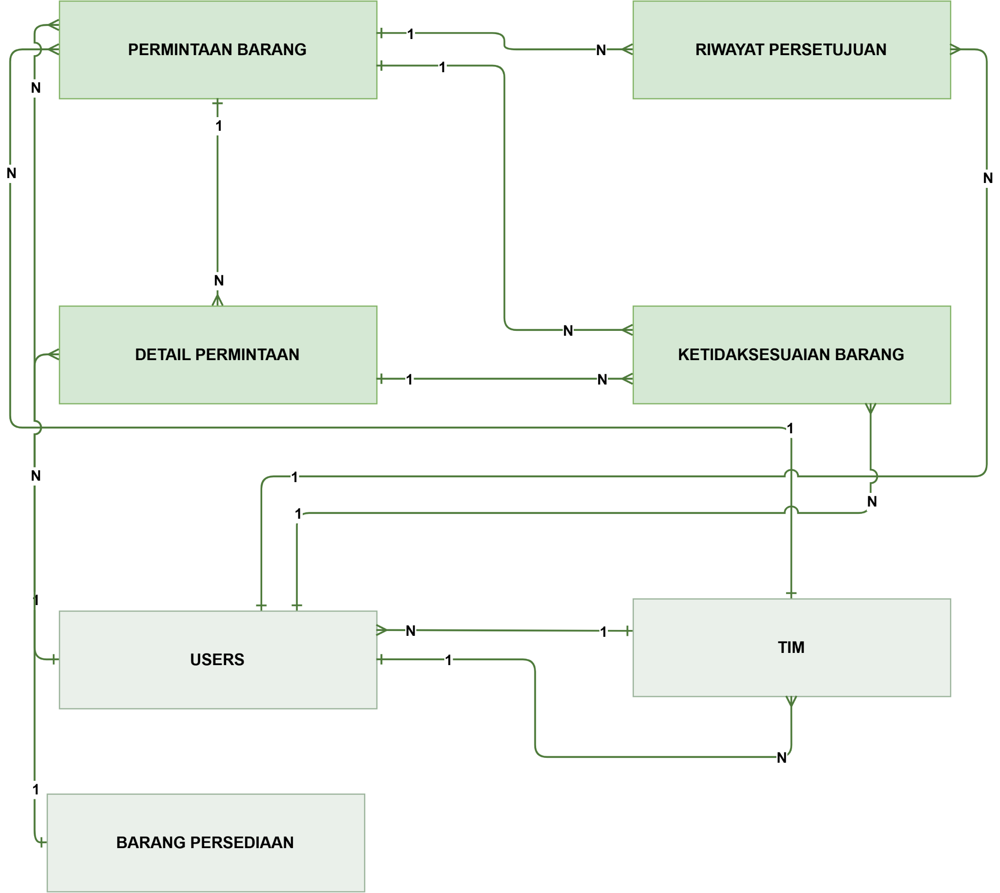 PERMINTAAN BARANG
1
N
RIWAYAT PERSETUJUAN
1
N
1
N
N
N
DETAIL PERMINTAAN
N
KETIDAKSESUAIAN BARANG
1
N
1
N
1
N
1
1
USERS
N
1
TIM
1
N
1
BARANG PERSEDIAAN